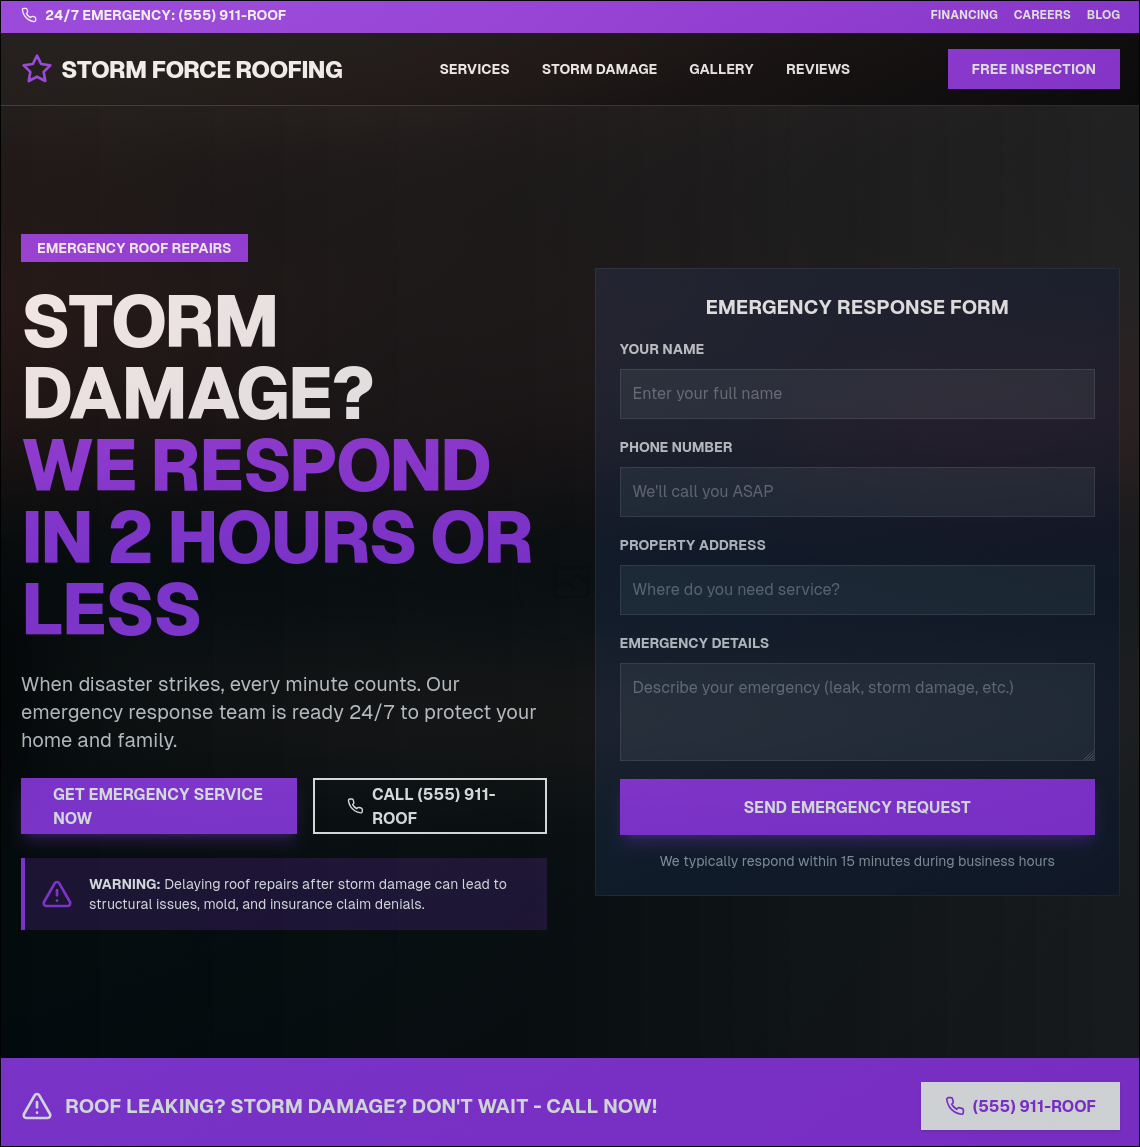 24/7 EMERGENCY: (555) 911-ROOF
FINANCING CAREERS BLOG
STORM FORCE ROOFING
SERVICES STORM DAMAGE GALLERY REVIEWS
FREE INSPECTION
EMERGENCY ROOF REPAIRS
STORM
DAMAGE?
WE RESPOND
IN 2 HOURS OR
LESS
When disaster strikes, every minute counts. Our
emergency response team is ready 24/7 to protect your
home and family.
GET EMERGENCY SERVICE
NOW
CALL (555) 911-
ROOF
WARNING: Delaying roof repairs after storm damage can lead to
structural issues, mold, and insurance claim denials.
EMERGENCY RESPONSE FORM
YOUR NAME
Enter your full name
PHONE NUMBER
We'll call you ASAP
PROPERTY ADDRESS
Where do you need service?
EMERGENCY DETAILS
Describe your emergency (leak, storm damage, etc.)
SEND EMERGENCY REQUEST
We typically respond within 15 minutes during business hours
ROOF LEAKING? STORM DAMAGE? DON'T WAIT - CALL NOW!
(555) 911-ROOF